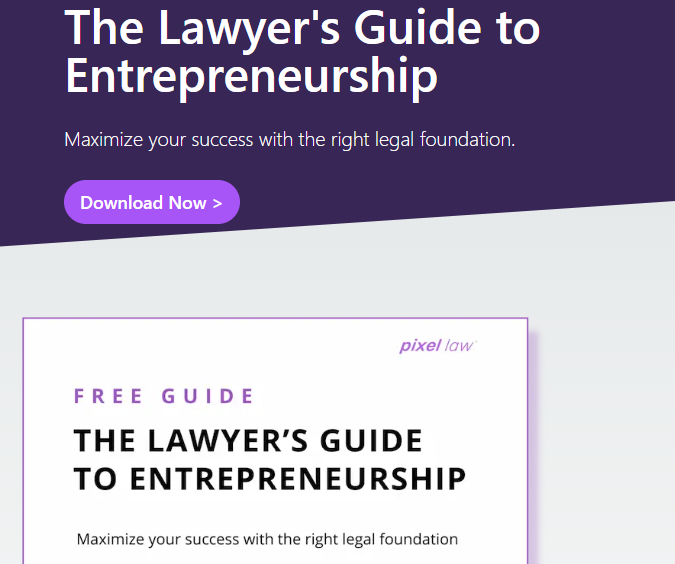 The Lawyer's Guide to
Entrepreneurship
Maximize your success with the right legal foundation.
Download Now >
pixel law
FREE GUIDE
THE LAWYER’S GUIDE
TO ENTREPRENEURSHIP
Maximize your success with the right legal foundation